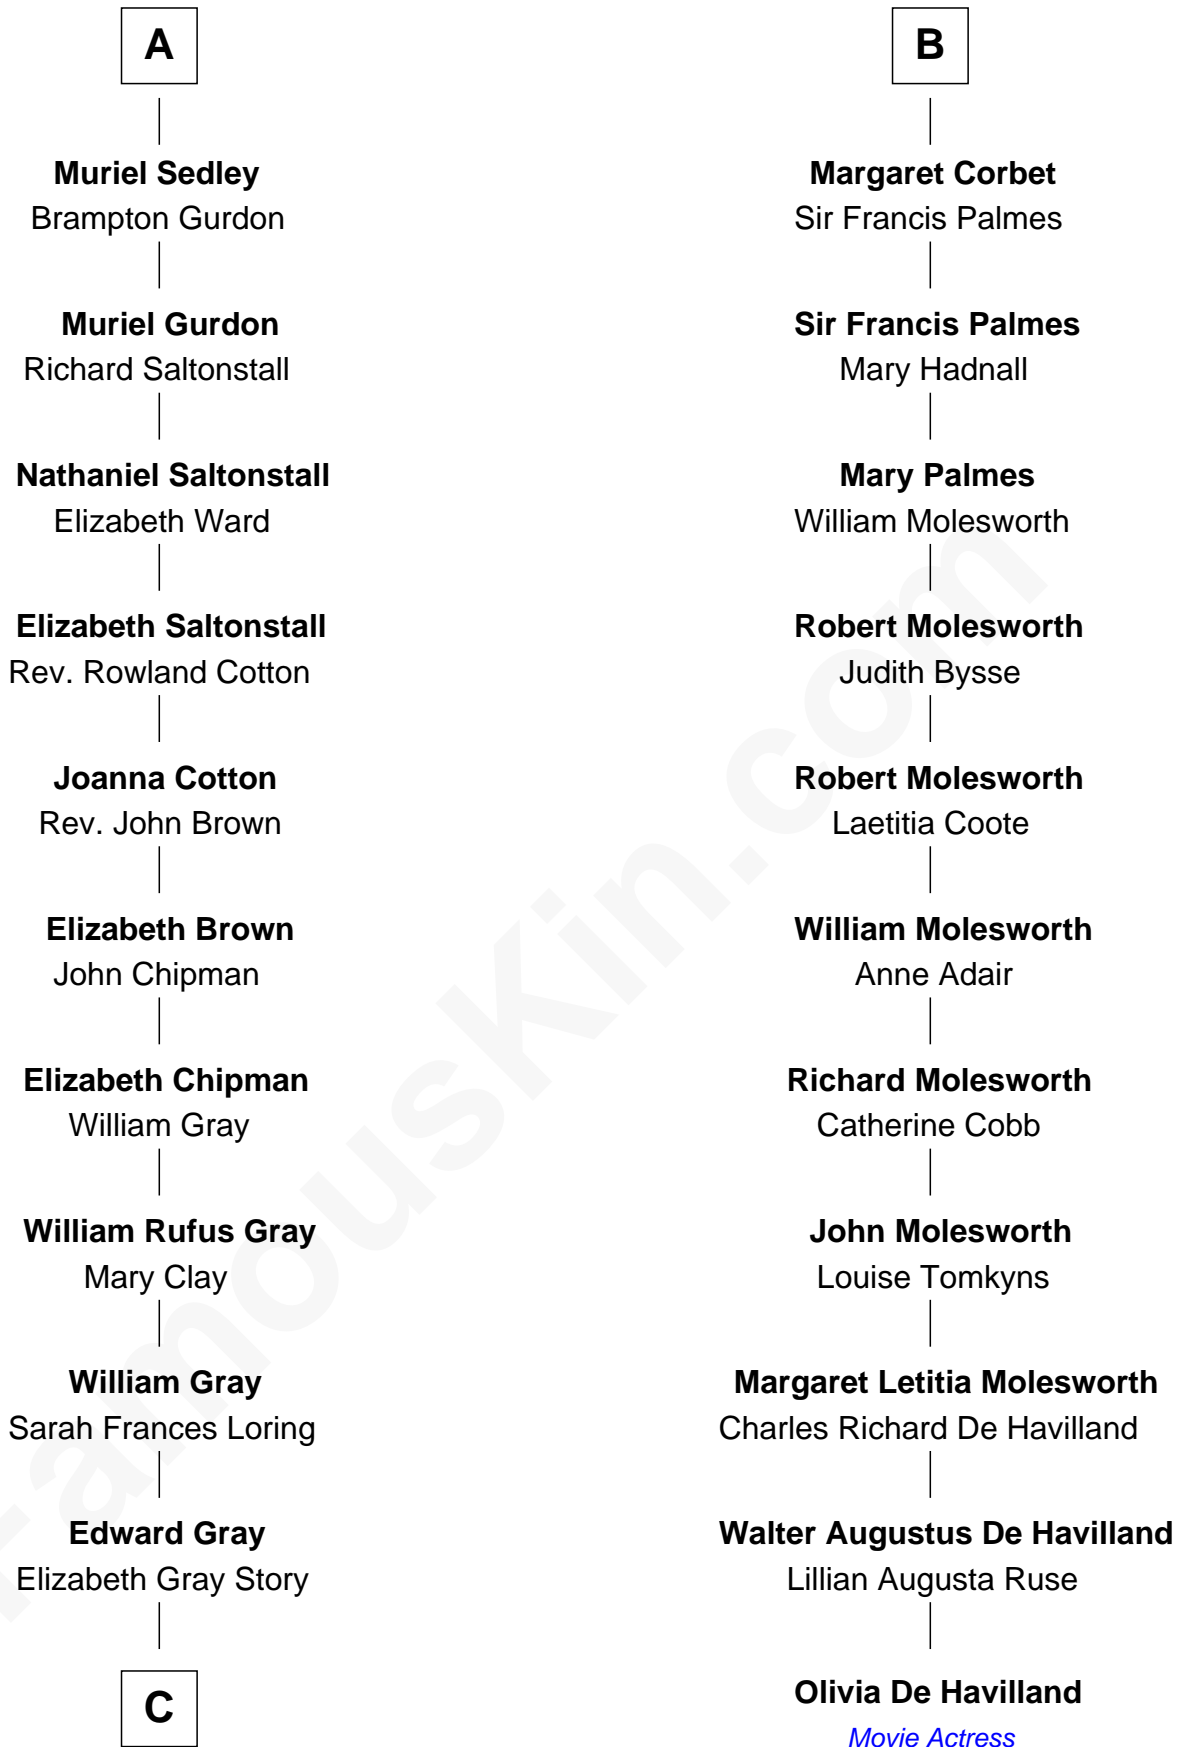 A
Muriel Sedley
Brampton Gurdon
Muriel Gurdon
Richard Saltonstall
Nathaniel Saltonstall
Elizabeth Ward
Elizabeth Saltonstall
Rev. Rowland Cotton
Joanna Cotton
Rev. John Brown
Elizabeth Brown
John Chipman
Elizabeth Chipman
William Gray
William Rufus Gray
Mary Clay
William Gray
Sarah Frances Loring
Edward Gray
Elizabeth Gray Story
C
B
Margaret Corbet
Sir Francis Palmes
Sir Francis Palmes
Mary Hadnall
Mary Palmes
William Molesworth
Robert Molesworth
Judith Bysse
Robert Molesworth
Laetitia Coote
William Molesworth
Anne Adair
Richard Molesworth
Catherine Cobb
John Molesworth
Louise Tomkyns
Margaret Letitia Molesworth
Charles Richard De Havilland
Walter Augustus De Havilland
Lillian Augusta Ruse
Olivia De Havilland
Movie Actress
FamousKin.com